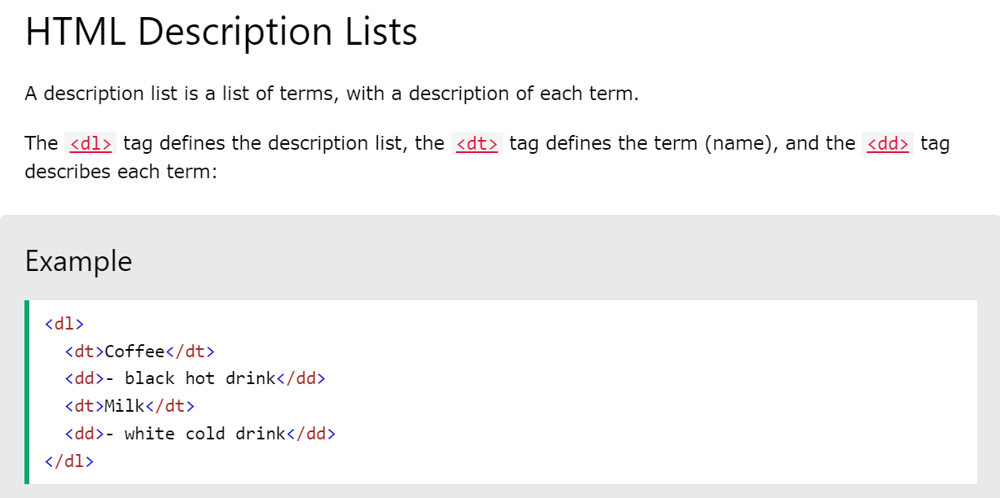 HTML Description Lists
A description list is a list of terms, with a description of each term.
The <dl> tag defines the description list, the <dt> tag defines the term (name), and the <dd> tag
describes each term:
Example
<dl>
  <dt>Coffee</dt>
  <dd>- black hot drink</dd>
  <dt>Milk</dt>
  <dd>- white cold drink</dd>
</dl>